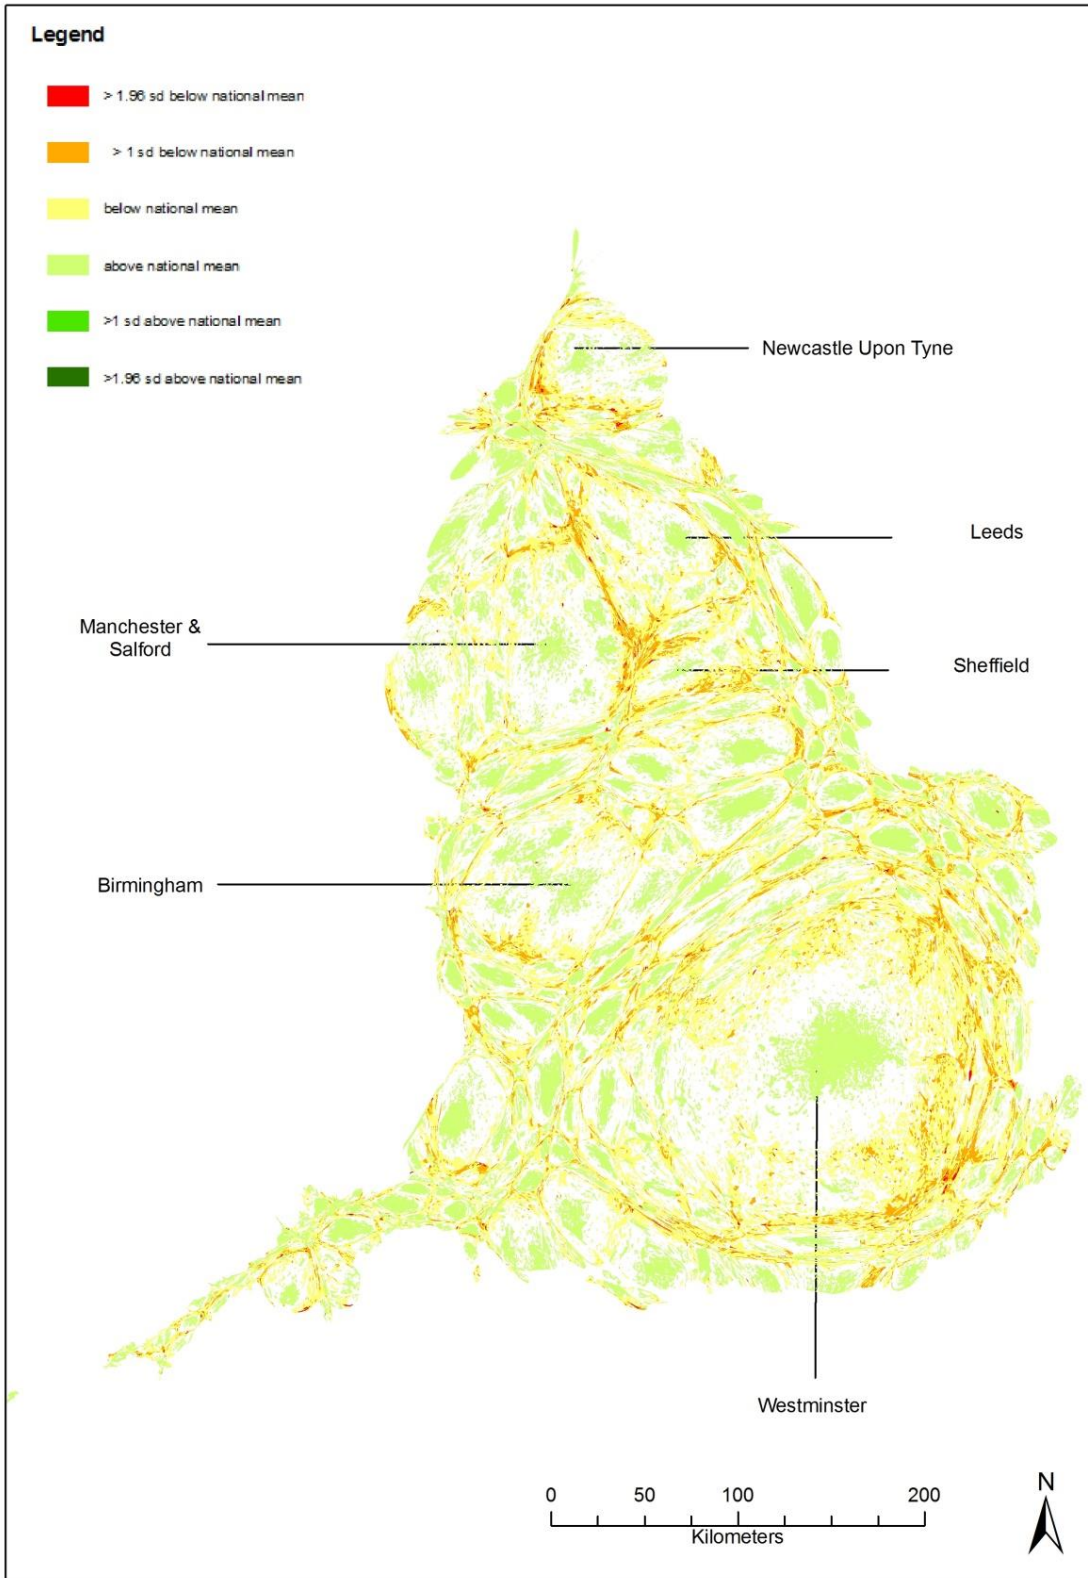 Legend
> 1.96 sd below national mean
> 1 sd below national mean
below national mean
above national mean
>1 sd above national mean
>1.96 sd above national mean
Newcastle Upon Tyne
Leeds
Manchester &
Salford
Sheffield
Birmingham
Westminster
N
0 50 100 200
Kilometers